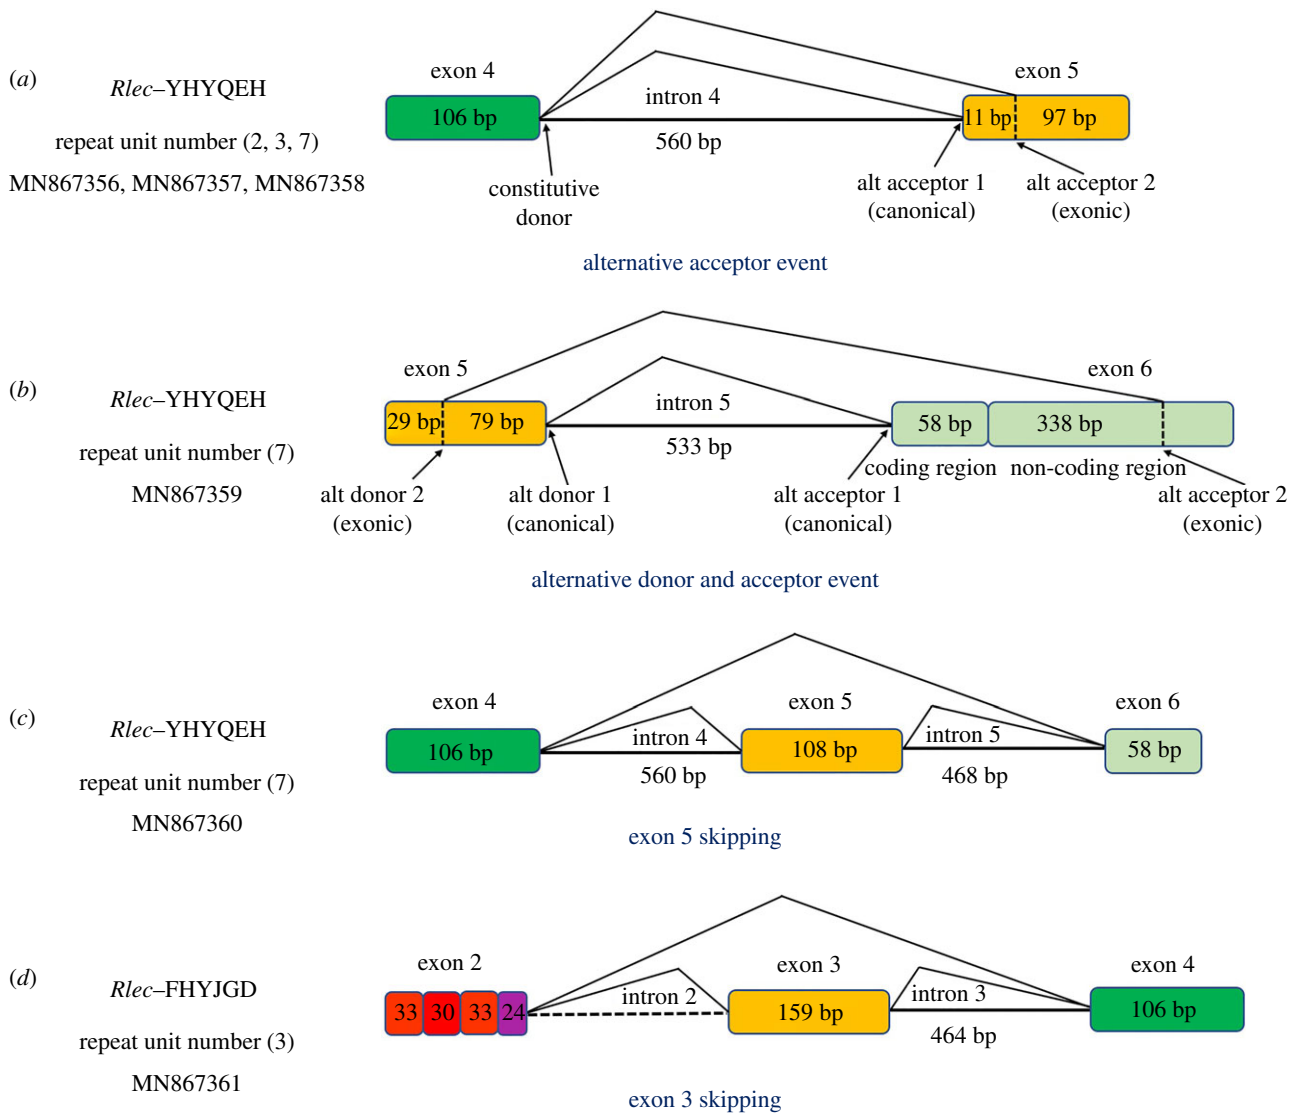 (a)
Rlec–YHYQEH
repeat unit number (2, 3, 7)
MN867356, MN867357, MN867358
exon 4
exon 5
106 bp
intron 4
560 bp
11 bp
97 bp
constitutive
donor
alt acceptor 1
(canonical)
alt acceptor 2
(exonic)
alternative acceptor event
(b)
Rlec–YHYQEH
repeat unit number (7)
MN867359
exon 5
exon 6
29 bp
79 bp
intron 5
533 bp
58 bp
338 bp
coding region
non-coding region
alt donor 2
(exonic)
alt donor 1
(canonical)
alt acceptor 1
(canonical)
alt acceptor 2
(exonic)
alternative donor and acceptor event
(c)
Rlec–YHYQEH
repeat unit number (7)
MN867360
exon 4
exon 5
exon 6
106 bp
intron 4
560 bp
108 bp
intron 5
468 bp
58 bp
exon 5 skipping
(d)
Rlec–FHYJGD
repeat unit number (3)
MN867361
exon 2
exon 3
exon 4
33
30
33
24
intron 2
159 bp
intron 3
464 bp
106 bp
exon 3 skipping